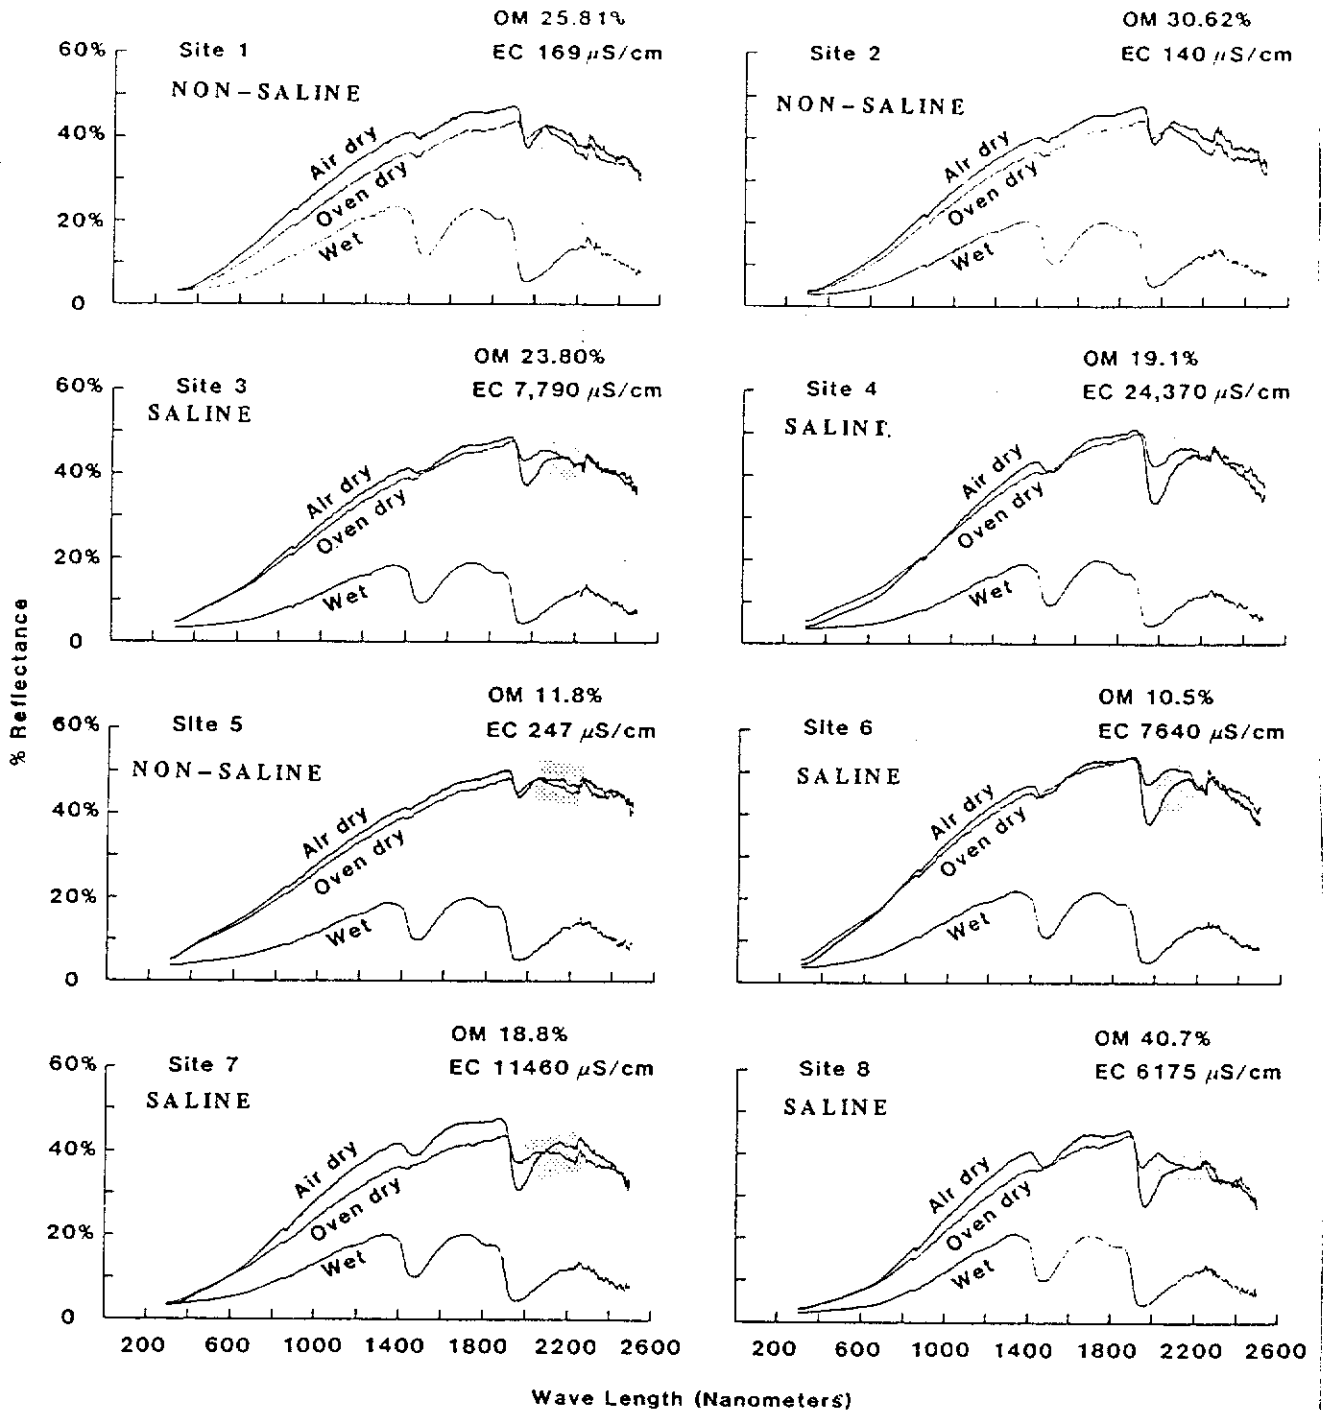 OM 25.81%
60% Site 1 EC 169 μS/cm
NON-SALINE
40%
Air dry
Oven dry
20%
Wet
0
OM 30.62%
Site 2 EC 140 μS/cm
NON-SALINE
Air dry
Oven dry
Wet
OM 23.80%
60% Site 3 EC 7,790 μS/cm
SALINE
40%
Air dry
Oven dry
20%
Wet
0
OM 19.1%
Site 4 EC 24,370 μS/cm
SALINE
Air dry
Oven dry
Wet
% Reflectance
OM 11.8%
60% Site 5 EC 247 μS/cm
NON-SALINE
40%
Air dry
Oven dry
20%
Wet
0
OM 10.5%
Site 6 EC 7640 μS/cm
SALINE
Air dry
Oven dry
Wet
OM 18.8%
60% Site 7 EC 11460 μS/cm
SALINE
40%
Air dry
Oven dry
20%
Wet
0
OM 40.7%
Site 8 EC 6175 μS/cm
SALINE
Air dry
Oven dry
Wet
200 600 1000 1400 1800 2200 2600
200 600 1000 1400 1800 2200 2600
Wave Length (Nanometers)